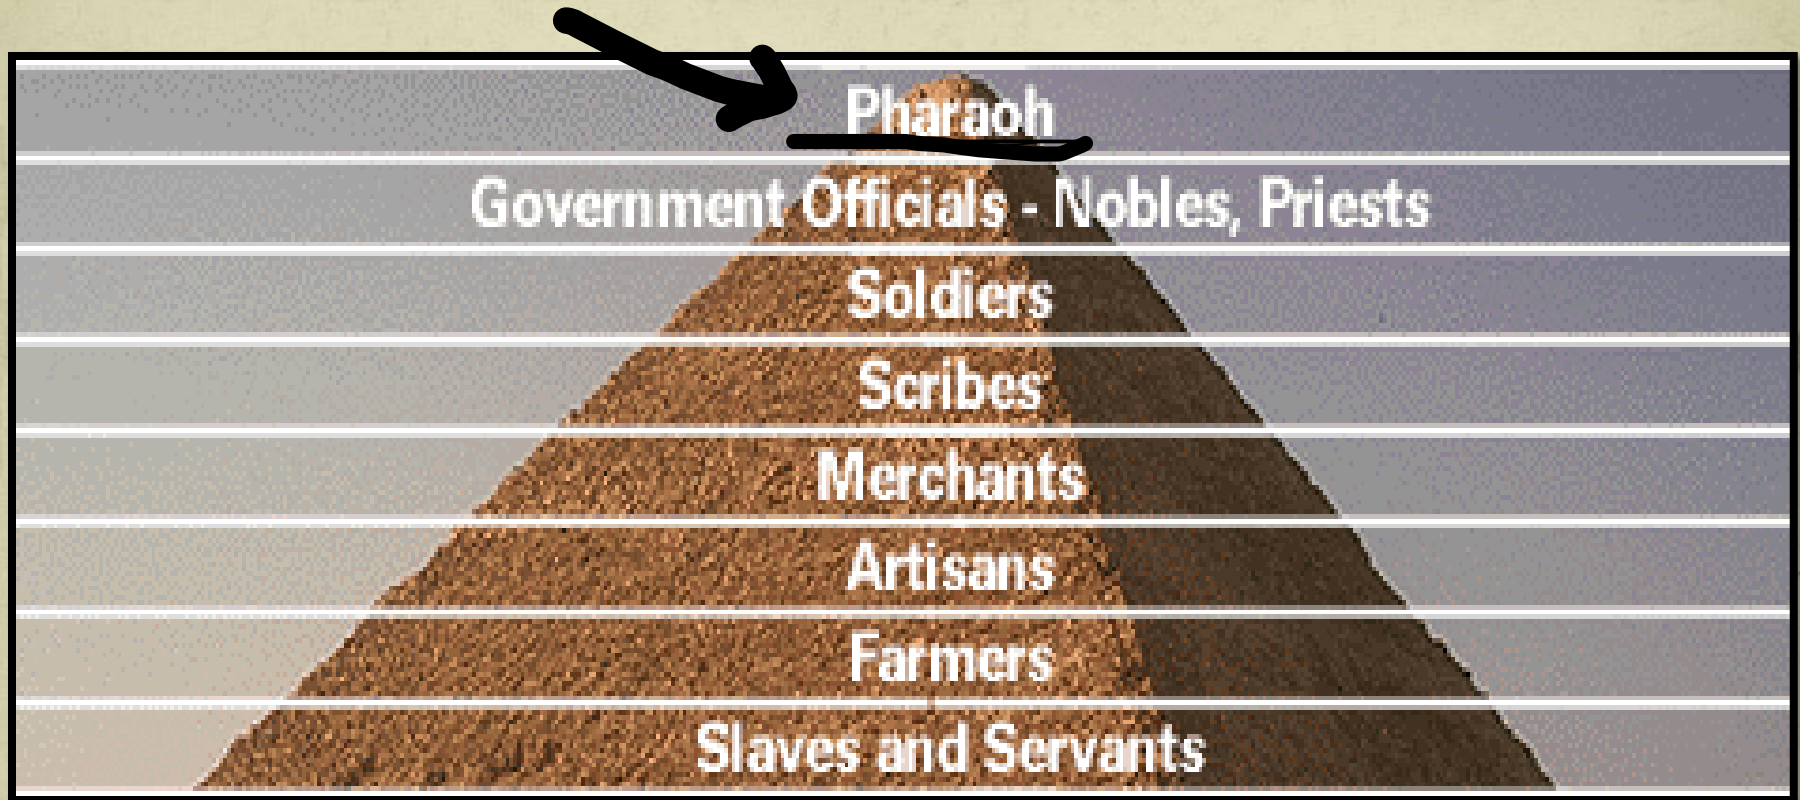 Pharaoh
Government Officials - Nobles, Priests
Soldiers
Scribes
Merchants
Artisans
Farmers
Slaves and Servants